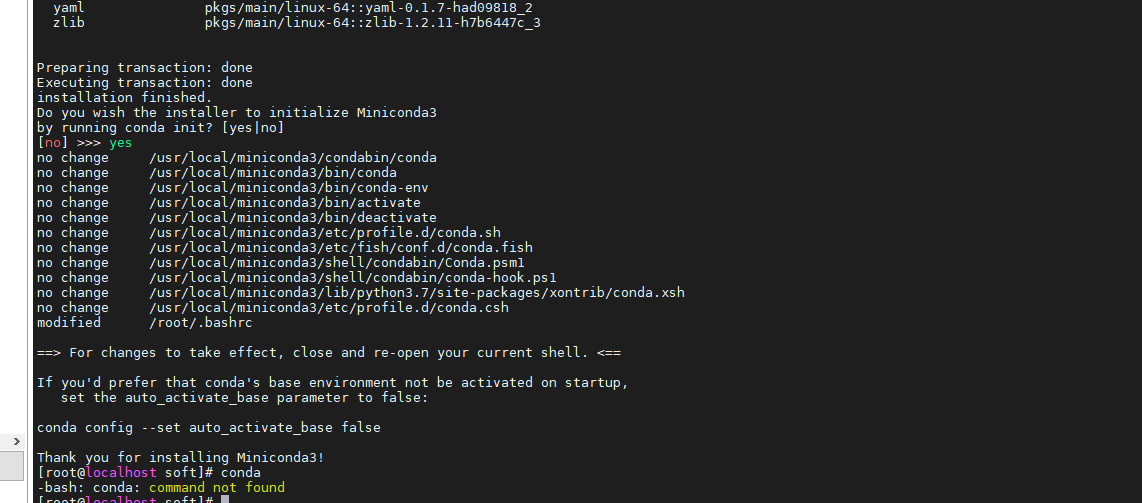 yaml pkgs/main/linux-64::yaml-0.1.7-had09818_2
zlib pkgs/main/linux-64::zlib-1.2.11-h7b6447c_3
Preparing transaction: done
Executing transaction: done
installation finished.
Do you wish the installer to initialize Miniconda3
by running conda init? [yes|no]
[no] >>> yes
no change /usr/local/miniconda3/condabin/conda
no change /usr/local/miniconda3/bin/conda
no change /usr/local/miniconda3/bin/conda-env
no change /usr/local/miniconda3/bin/activate
no change /usr/local/miniconda3/bin/deactivate
no change /usr/local/miniconda3/etc/profile.d/conda.sh
no change /usr/local/miniconda3/etc/fish/conf.d/conda.fish
no change /usr/local/miniconda3/shell/condabin/Conda.psm1
no change /usr/local/miniconda3/shell/condabin/conda-hook.ps1
no change /usr/local/miniconda3/lib/python3.7/site-packages/xontrib/conda.xsh
no change /usr/local/miniconda3/etc/profile.d/conda.csh
modified /root/.bashrc
==> For changes to take effect, close and re-open your current shell. <==
If you'd prefer that conda's base environment not be activated on startup,
set the auto_activate_base parameter to false:
conda config --set auto_activate_base false
Thank you for installing Miniconda3!
[root@localhost soft]# conda
-bash: conda: command not found
[root@localhost soft]#